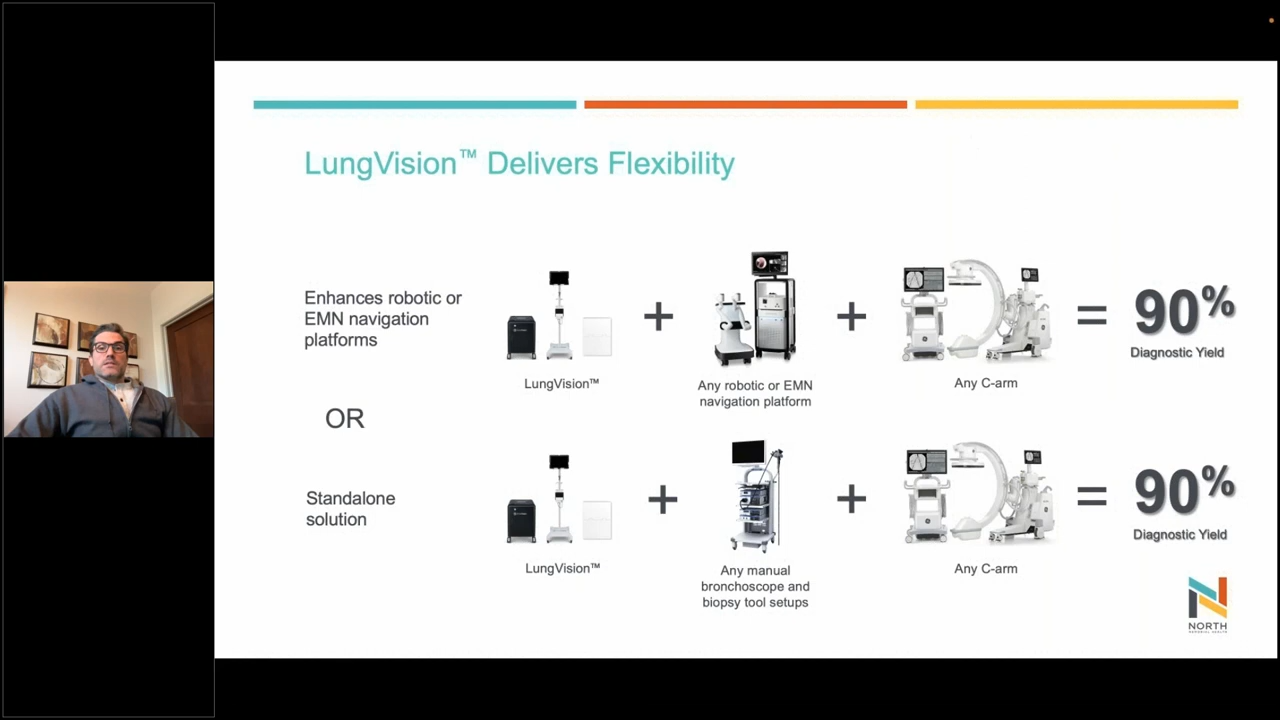 LungVision™ Delivers Flexibility
Enhances robotic or
EMN navigation
platforms
LungVision™
+
Any robotic or EMN
navigation platform
+
Any C-arm
=
90%
Diagnostic Yield
OR
Standalone
solution
LungVision™
+
Any manual
bronchoscope and
biopsy tool setups
+
Any C-arm
=
90%
Diagnostic Yield
NORTH
MEMORIAL HEALTH